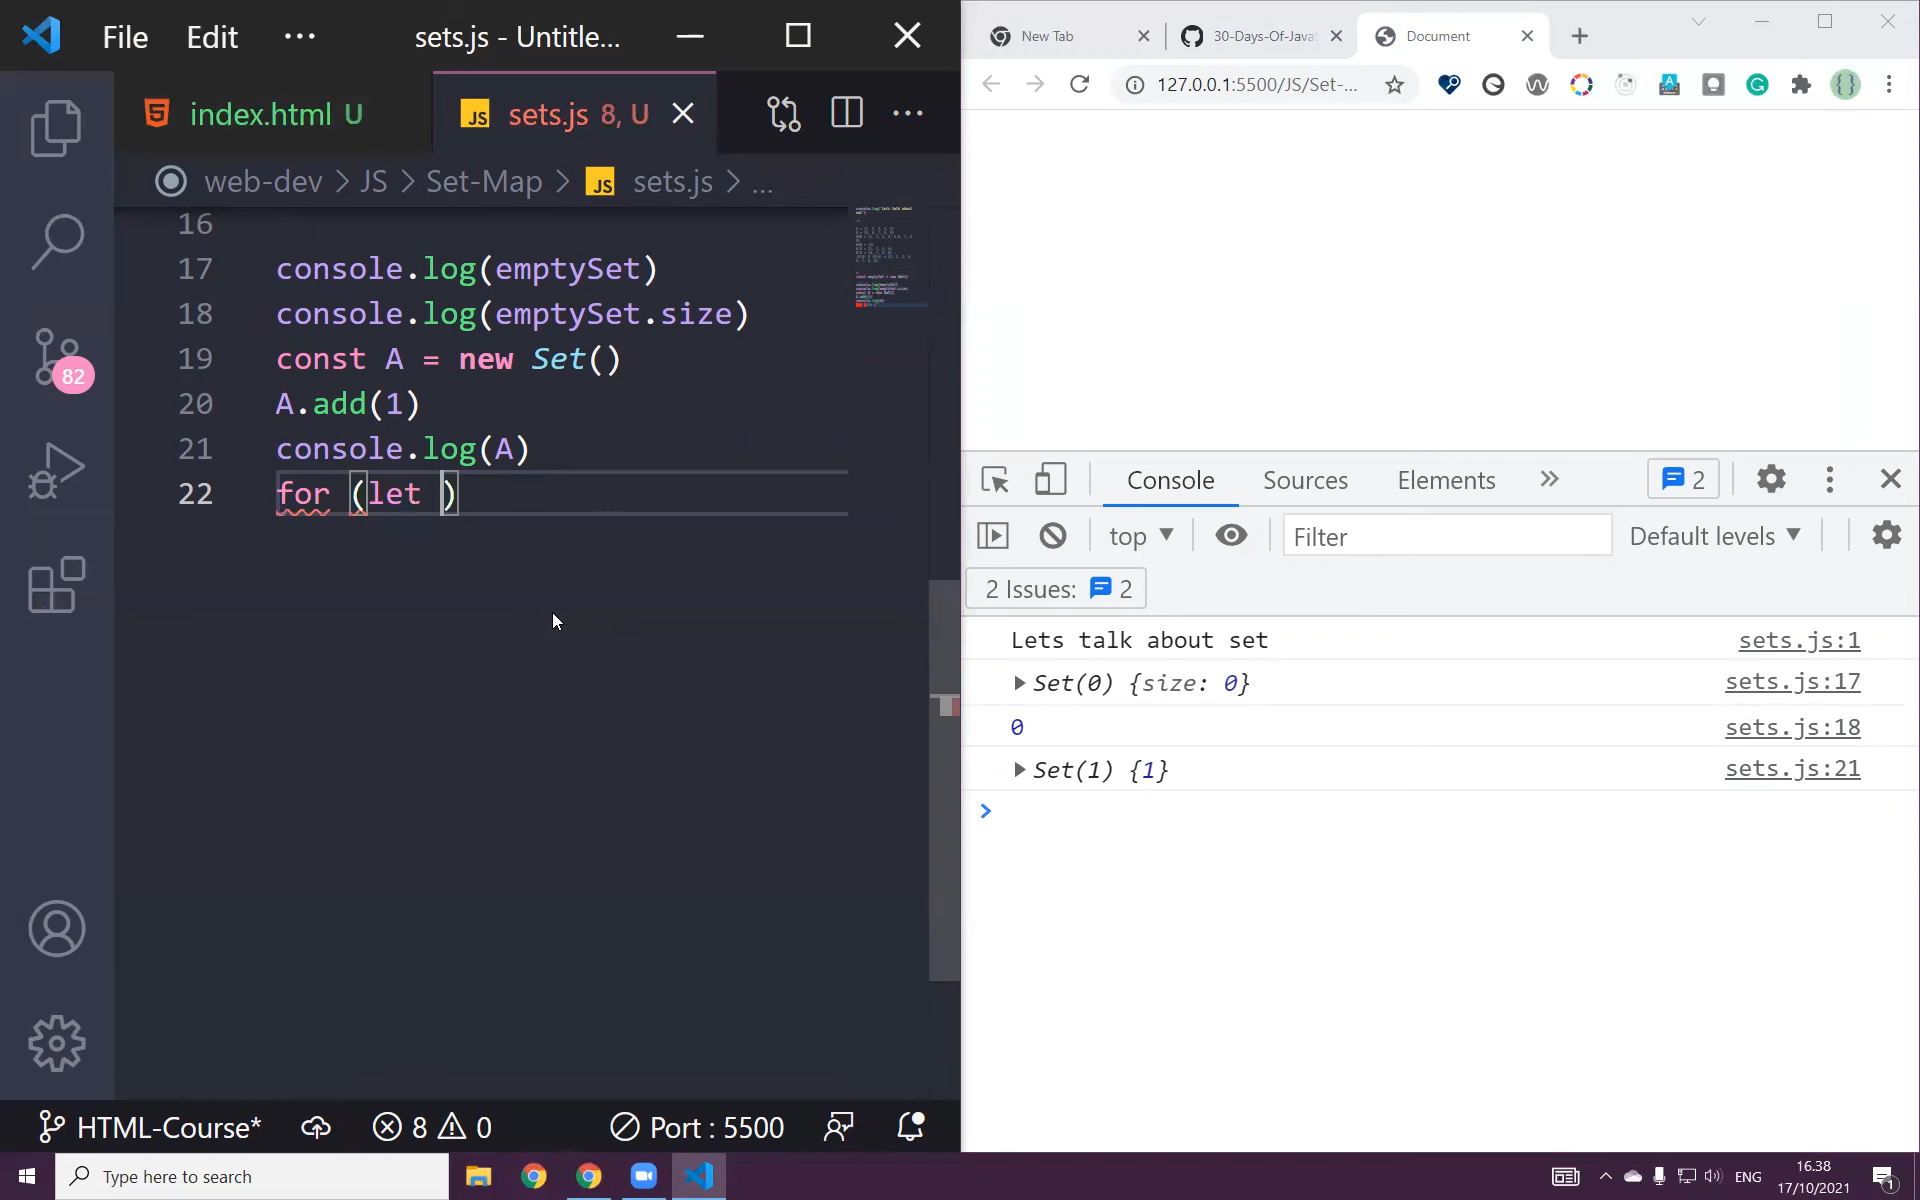 File Edit ... sets.js - Untitle...
index.html U sets.js 8, U
web-dev > JS > Set-Map > JS sets.js > ...
16
17 console.log(emptySet)
18 console.log(emptySet.size)
19 const A = new Set()
20 A.add(1)
21 console.log(A)
22 for (let )
82
HTML-Course* 8 0 Port : 5500
New Tab 30-Days-Of-Java Document
127.0.0.1:5500/JS/Set-...
Console Sources Elements 2
top Filter Default levels
2 Issues: 2
Lets talk about set sets.js:1
Set(0) {size: 0} sets.js:17
0 sets.js:18
Set(1) {1} sets.js:21
Type here to search
ENG 16.38
17/10/2021
1